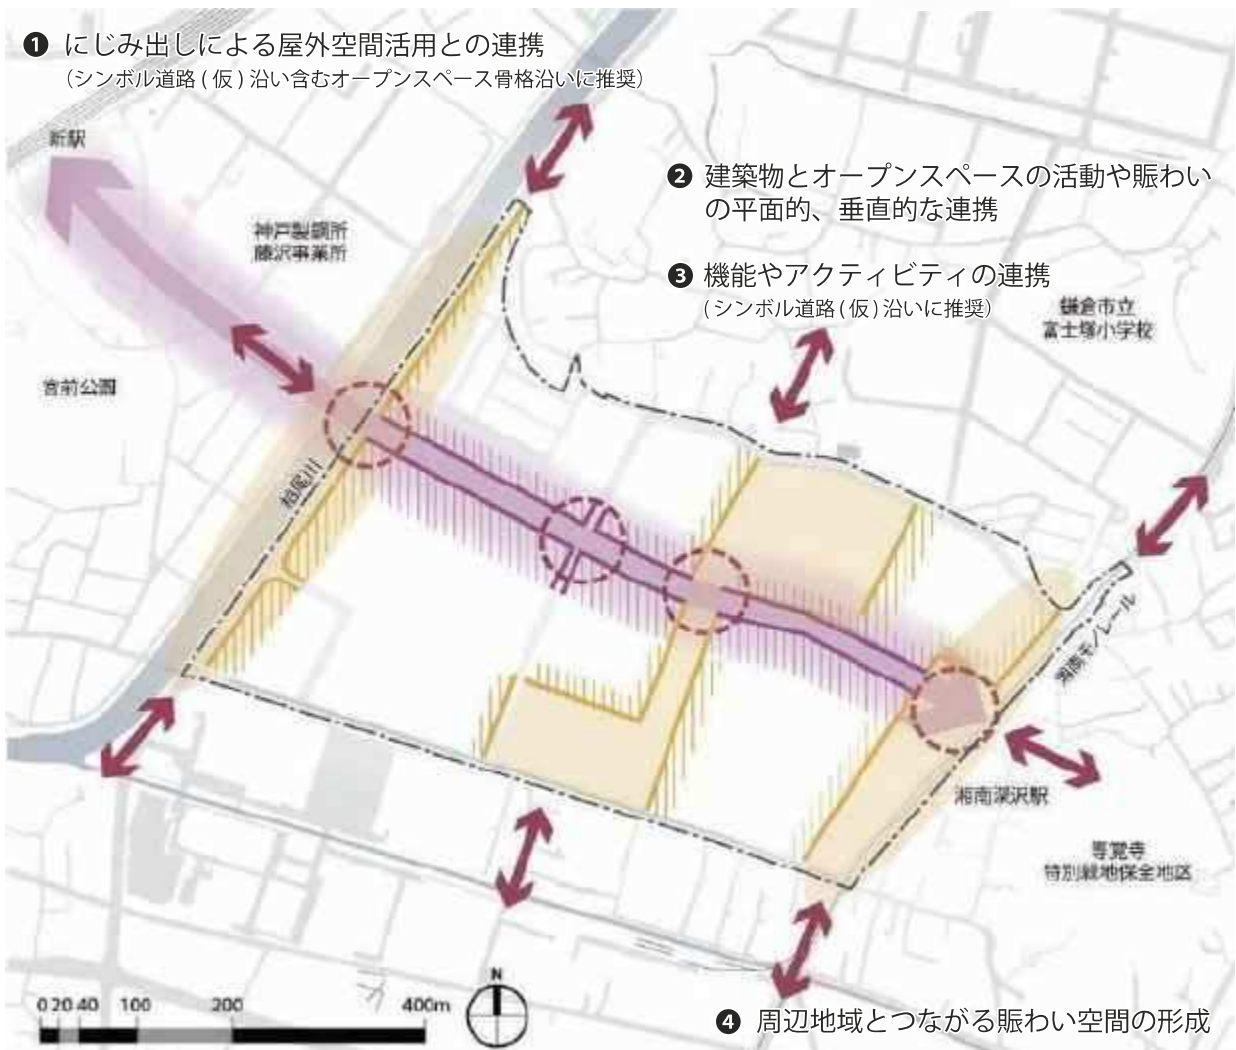 ❶ にじみ出しによる屋外空間活用との連携
（シンボル道路(仮)沿い含むオープンスペース骨格沿いに推奨）
新駅
❷ 建築物とオープンスペースの活動や賑わい
の平面的、垂直的な連携
神戸製鋼所
藤沢事業所
❸ 機能やアクティビティの連携
(シンボル道路(仮)沿いに推奨)
鎌倉市立
富士塚小学校
宮前公園
柏尾川
湘南モノレール
湘南深沢駅
等覚寺
特別緑地保全地区
N
0 20 40 100 200 400m
❹ 周辺地域とつながる賑わい空間の形成